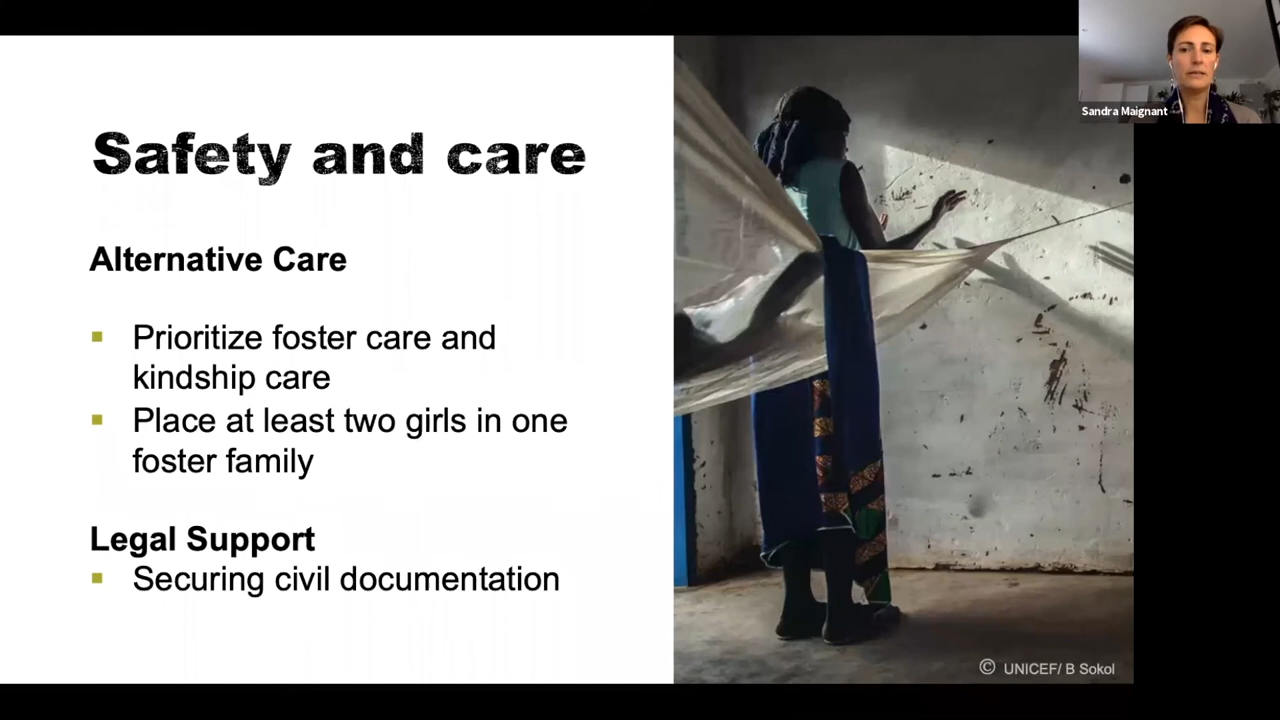 Sandra Maignant
Safety and care
Alternative Care
▪ Prioritize foster care and
kindship care
▪ Place at least two girls in one
foster family
Legal Support
▪ Securing civil documentation
© UNICEF/ B Sokol